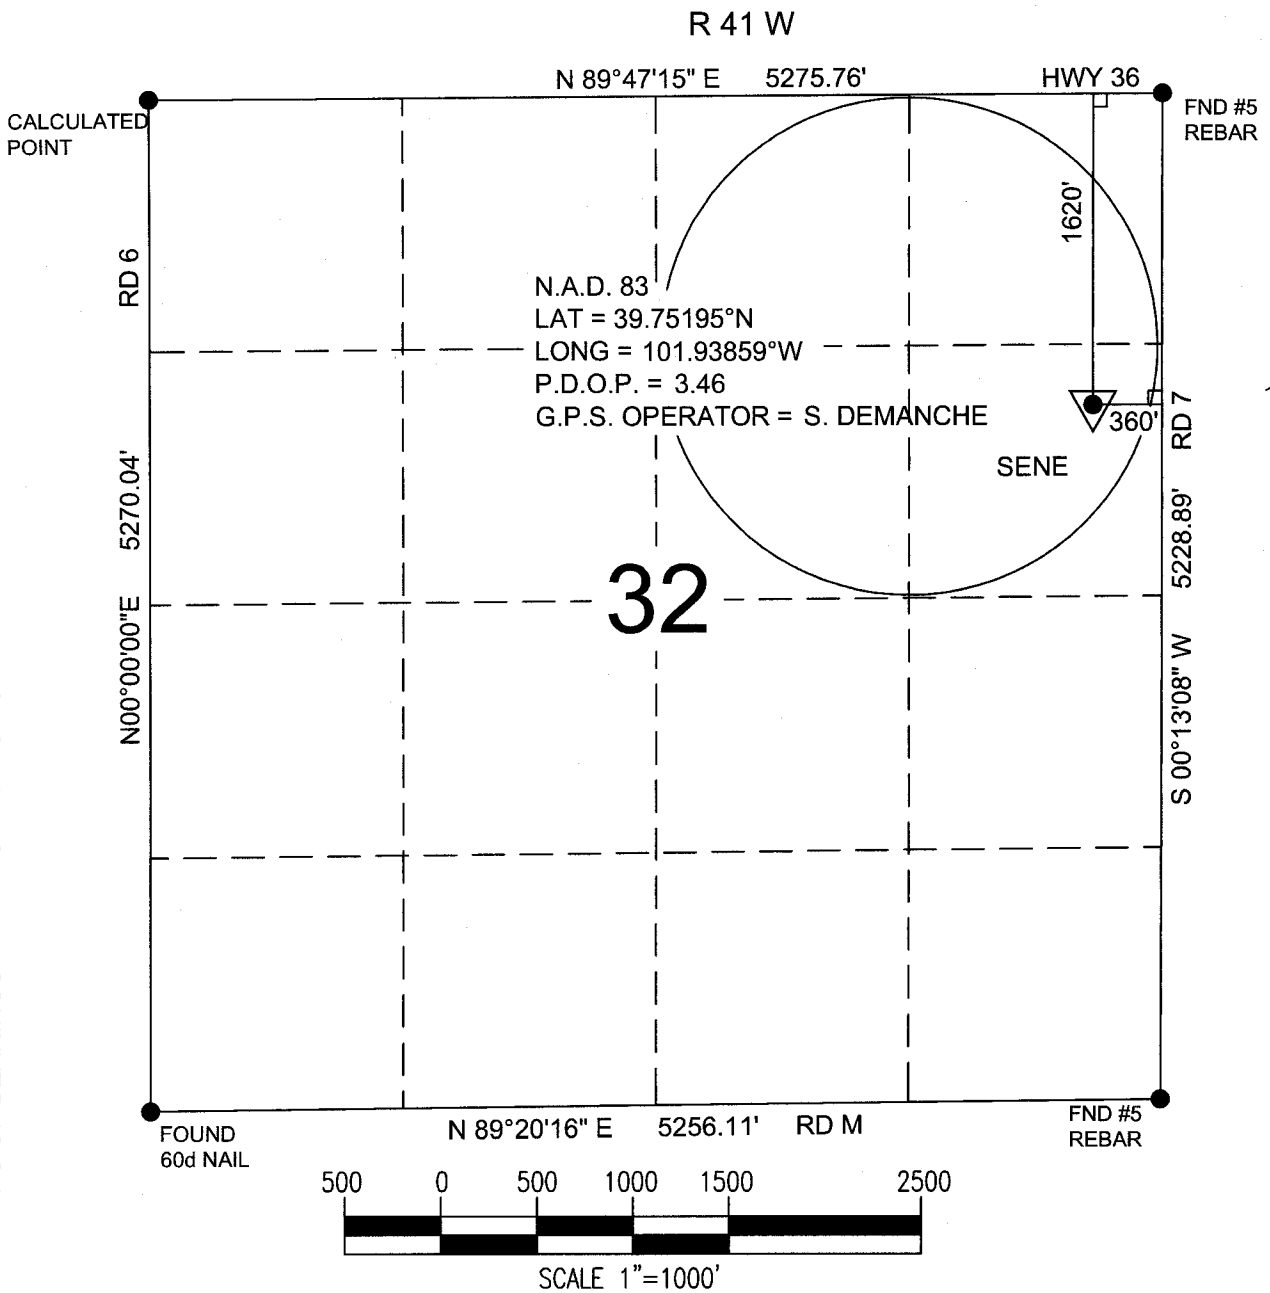 R 41 W
N 89°47'15" E 5275.76' HWY 36
CALCULATED
POINT
FND #5
REBAR
RD 6
1620'
N.A.D. 83
LAT = 39.75195°N
LONG = 101.93859°W
P.D.O.P. = 3.46
G.P.S. OPERATOR = S. DEMANCHE
360'
RD 7
SENE
N00°00'00"E 5270.04'
32
S 00°13'08" W 5228.89'
N 89°20'16" E 5256.11' RD M
FOUND
60d NAIL
FND #5
REBAR
500 0 500 1000 1500 2500
SCALE 1"=1000'